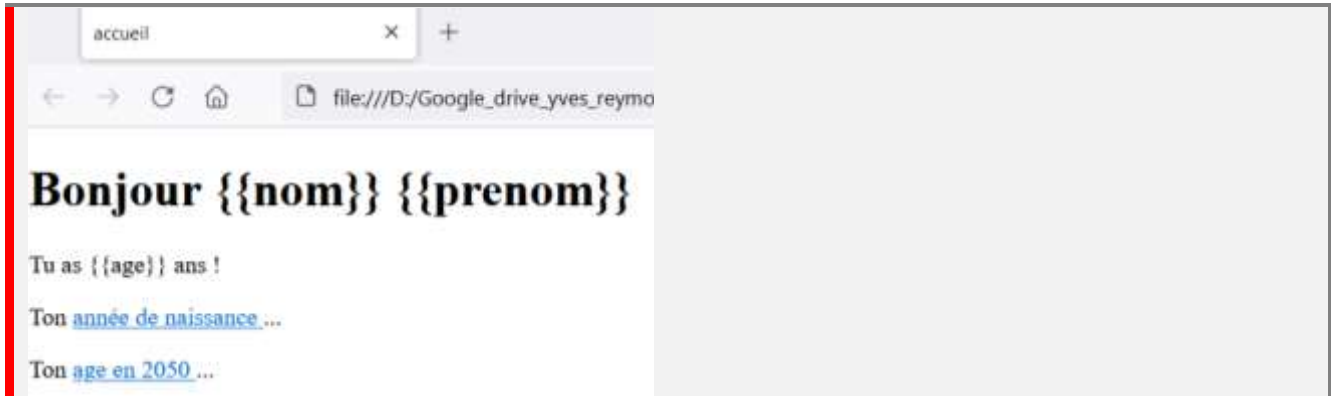 accueil
file:///D:/Google_drive_yves_reymo
Bonjour {{nom}} {{prenom}}
Tu as {{age}} ans !
Ton année de naissance ...
Ton age en 2050 ...